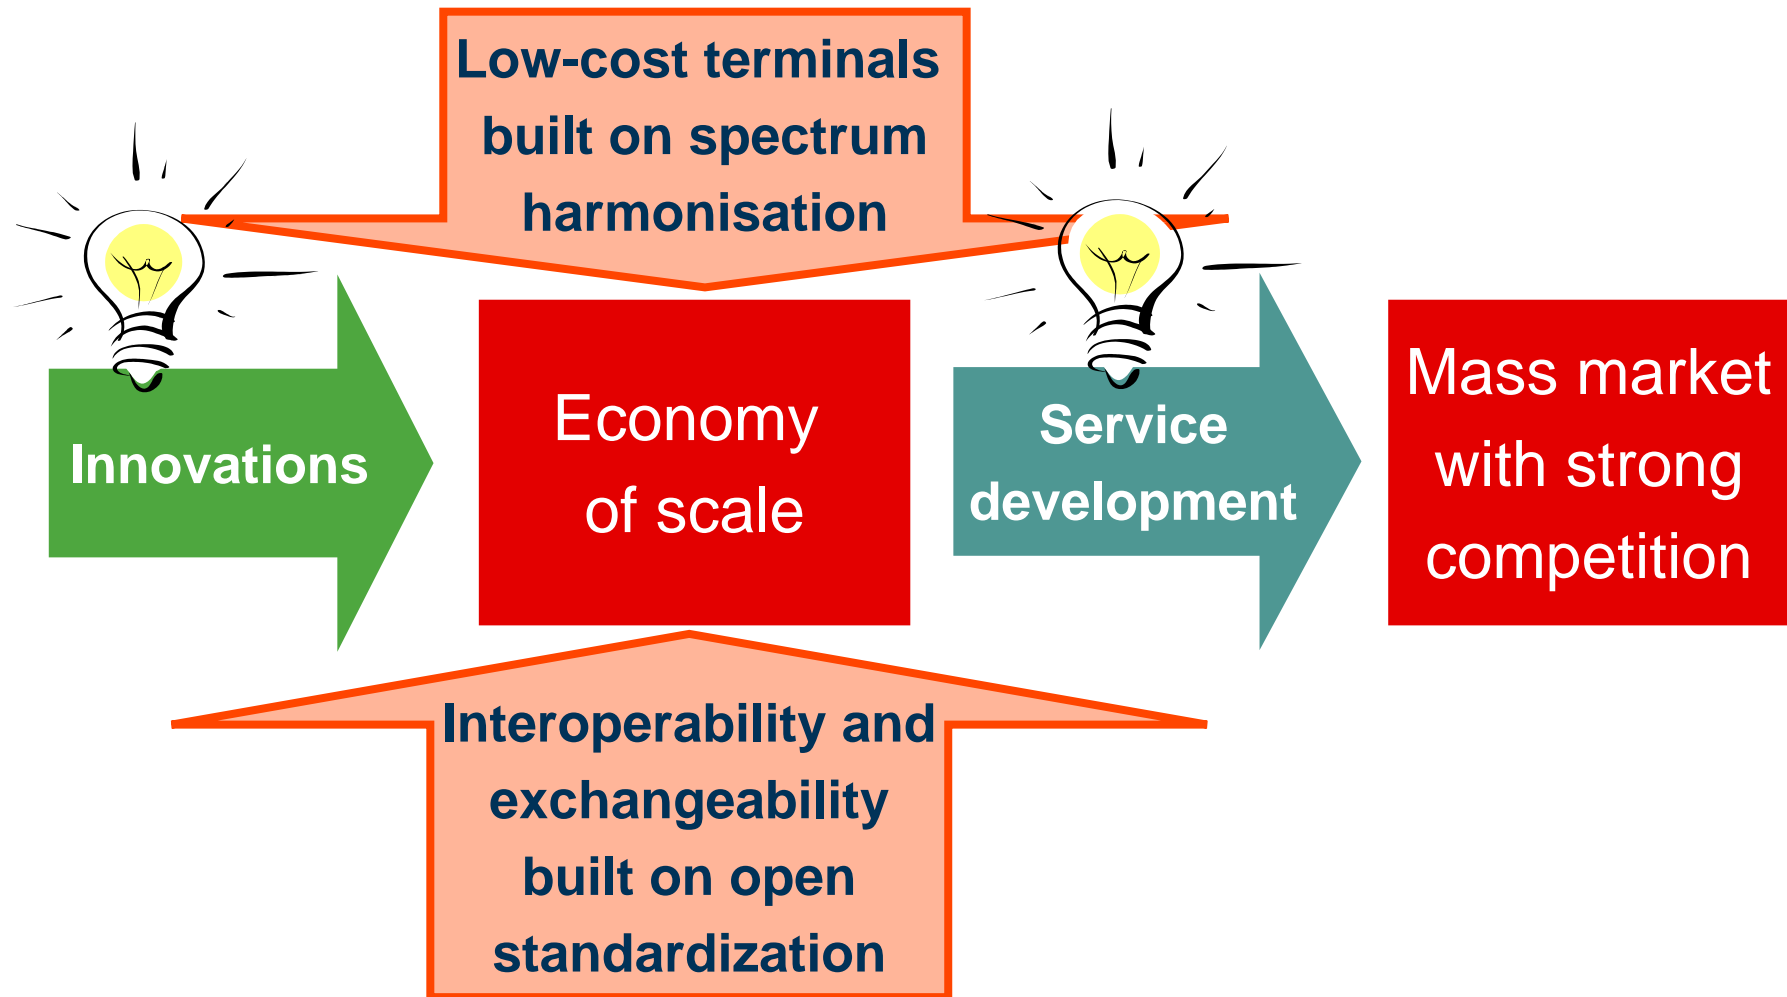 Low-cost terminals
built on spectrum
harmonisation
Innovations
Economy
of scale
Service
development
Mass market
with strong
competition
Interoperability and
exchangeability
built on open
standardization